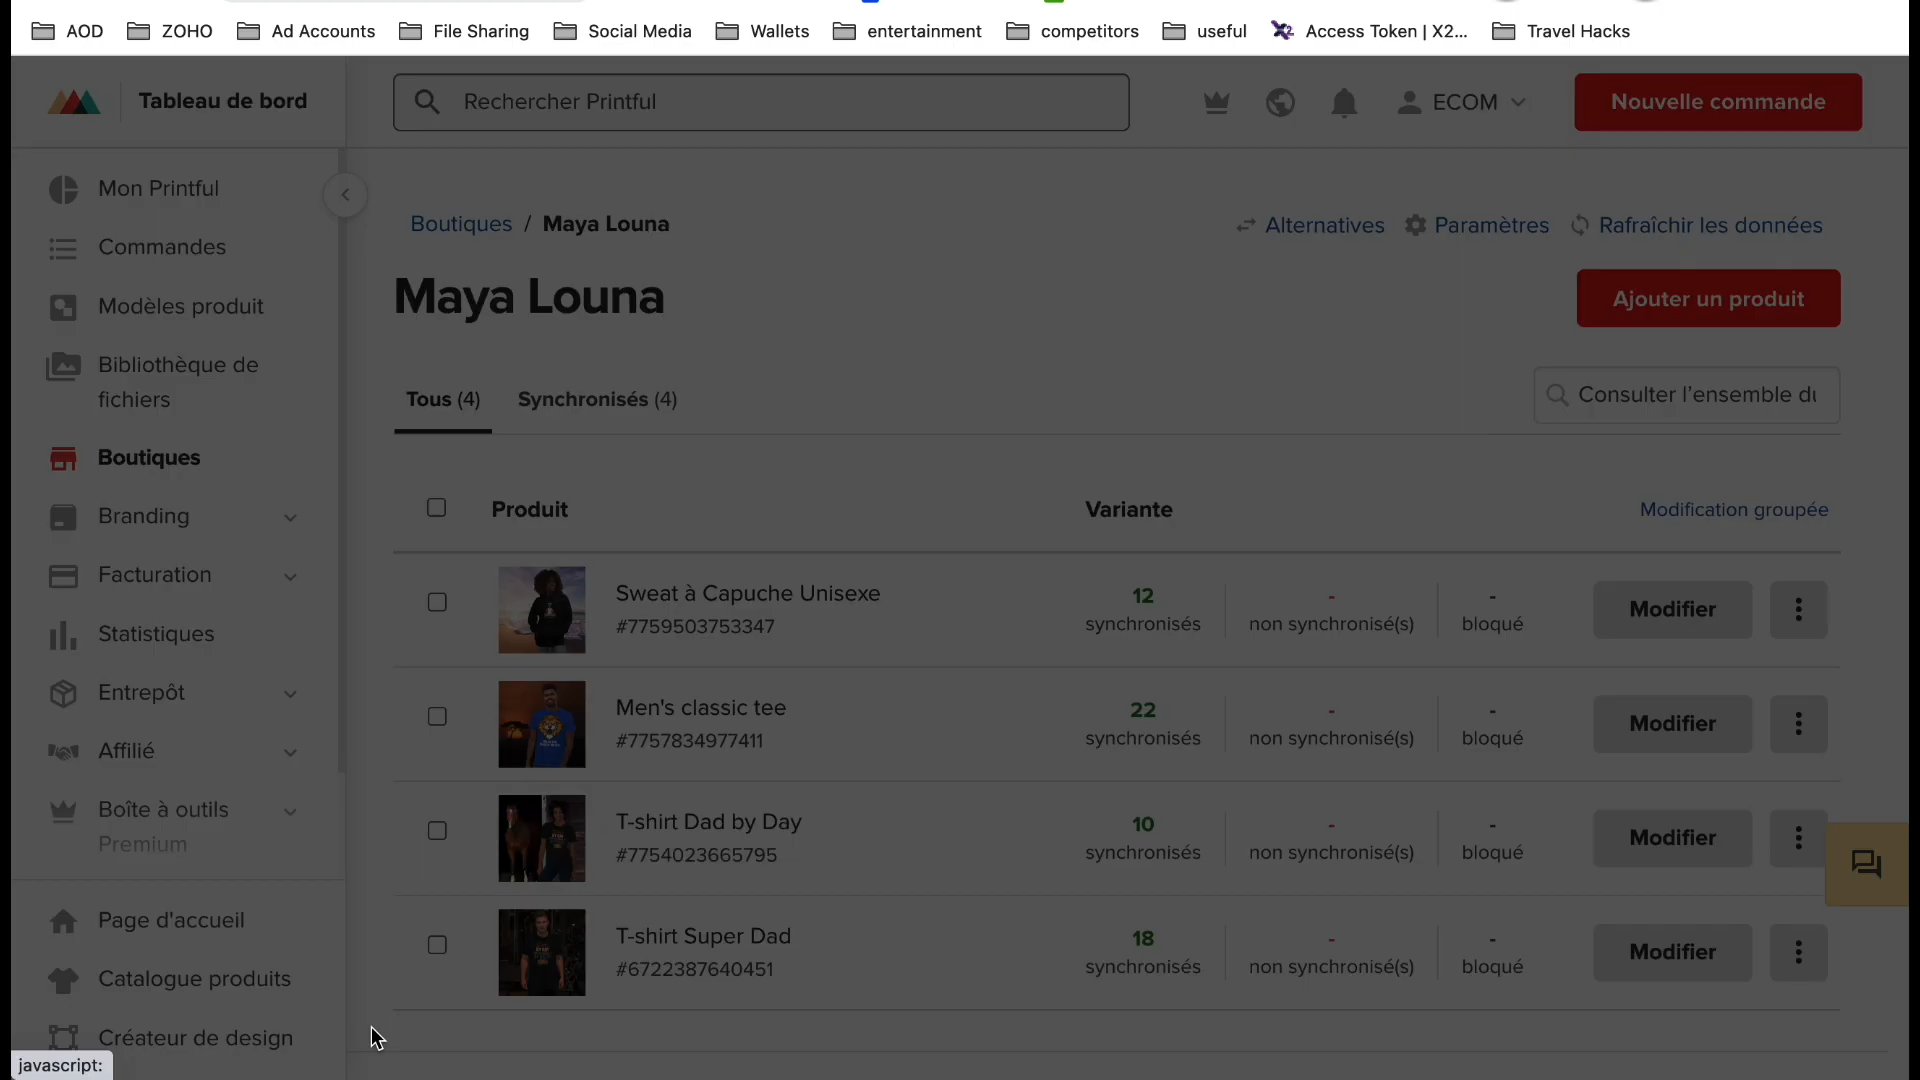 AOD ZOHO Ad Accounts File Sharing Social Media Wallets entertainment competitors useful Access Token | X2... Travel Hacks
Tableau de bord
Rechercher Printful
ECOM
Nouvelle commande
Mon Printful
Commandes
Modèles produit
Bibliothèque de
fichiers
Boutiques
Branding
Facturation
Statistiques
Entrepôt
Affilié
Boîte à outils
Premium
Page d'accueil
Catalogue produits
Créateur de design
javascript:
Boutiques / Maya Louna
Alternatives Paramètres Rafraîchir les données
Maya Louna
Ajouter un produit
Tous (4) Synchronisés (4)
Consulter l'ensemble du
Produit Variante Modification groupée
Sweat à Capuche Unisexe
#7759503753347
12 - -
synchronisés non synchronisé(s) bloqué
Modifier
Men's classic tee
#7757834977411
22 - -
synchronisés non synchronisé(s) bloqué
Modifier
T-shirt Dad by Day
#7754023665795
10 - -
synchronisés non synchronisé(s) bloqué
Modifier
T-shirt Super Dad
#6722387640451
18 - -
synchronisés non synchronisé(s) bloqué
Modifier